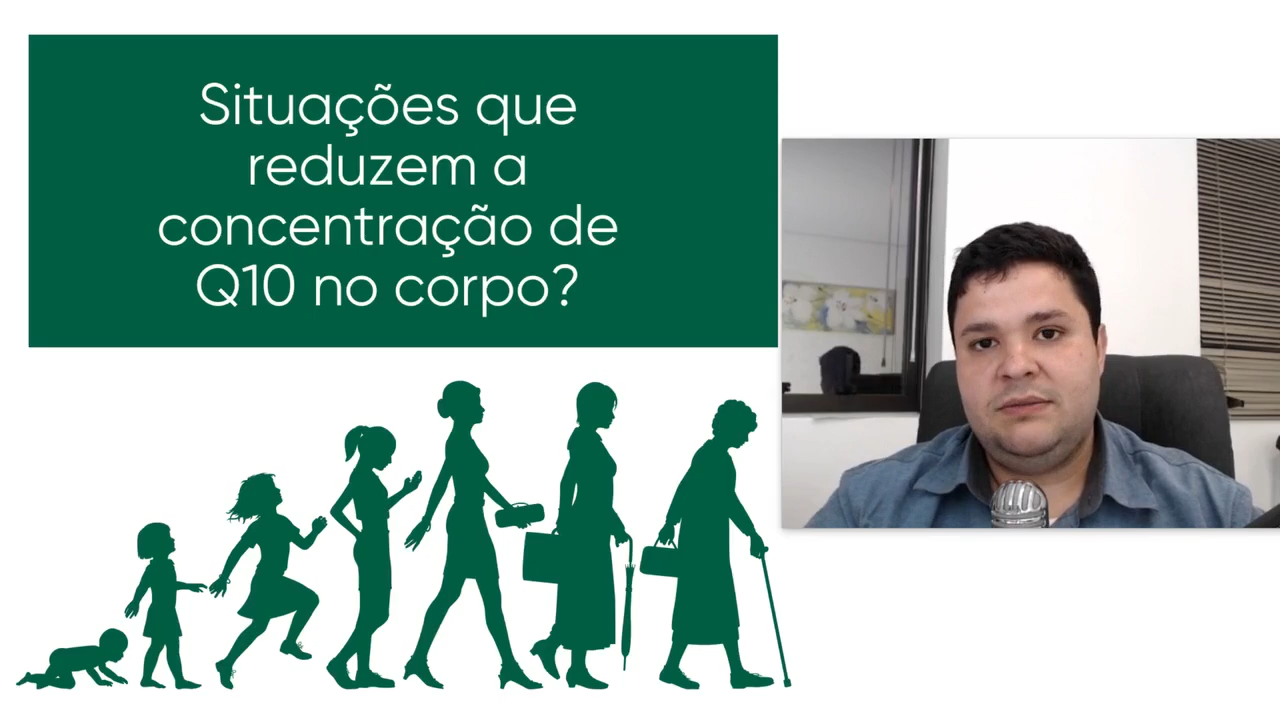 Situações que
reduzem a
concentração de
Q10 no corpo?